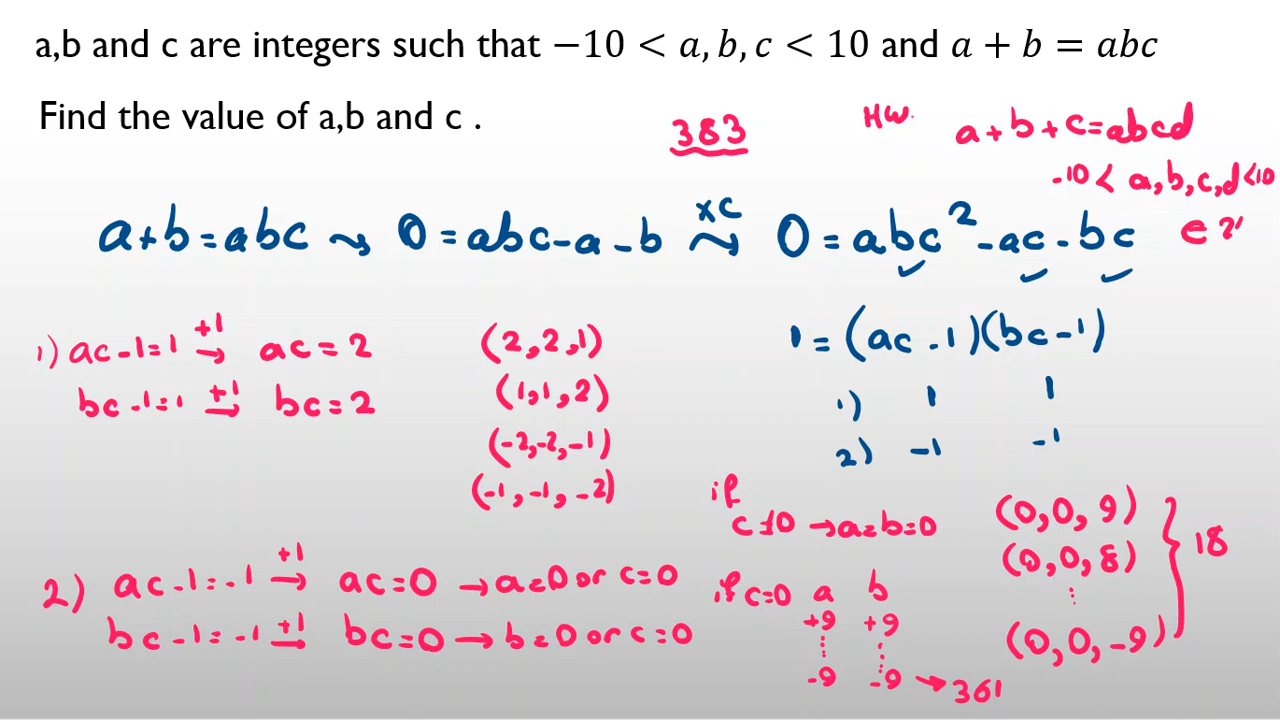 a,b and c are integers such that −10 < a, b, c < 10 and a + b = abc
Find the value of a,b and c .
383
HW. a+b+c=abcd
-10< a,b,c,d<10
∈ Z
a+b=abc ⇝ 0=abc-a-b ×c ⇝ 0=abc²-ac-bc
1=(ac-1)(bc-1)
1) 1 1
2) -1 -1
1) ac-1=1 +1 → ac=2
bc-1=1 +1 → bc=2
(2,2,1)
(1,1,2)
(-2,-2,-1)
(-1,-1,-2)
2) ac-1=-1 +1 → ac=0 → a=0 or c=0
bc-1=-1 +1 → bc=0 → b=0 or c=0
if
c≠0 → a=b=0
(0,0,9)
(0,0,8)
⋮
(0,0,-9)
18
if c=0 a b
+9 +9
⋮ ⋮
-9 -9 → 361